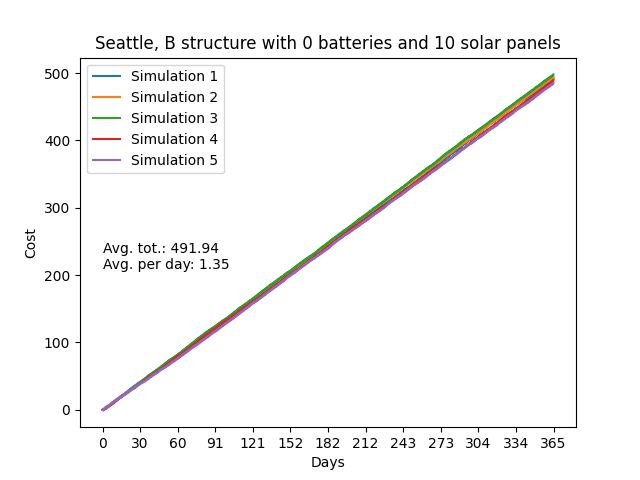 Seattle, B structure with 0 batteries and 10 solar panels
500
400
300
200
100
0
Cost
Simulation 1
Simulation 2
Simulation 3
Simulation 4
Simulation 5
Avg. tot.: 491.94
Avg. per day: 1.35
0 30 60 91 121 152 182 212 243 273 304 334 365
Days